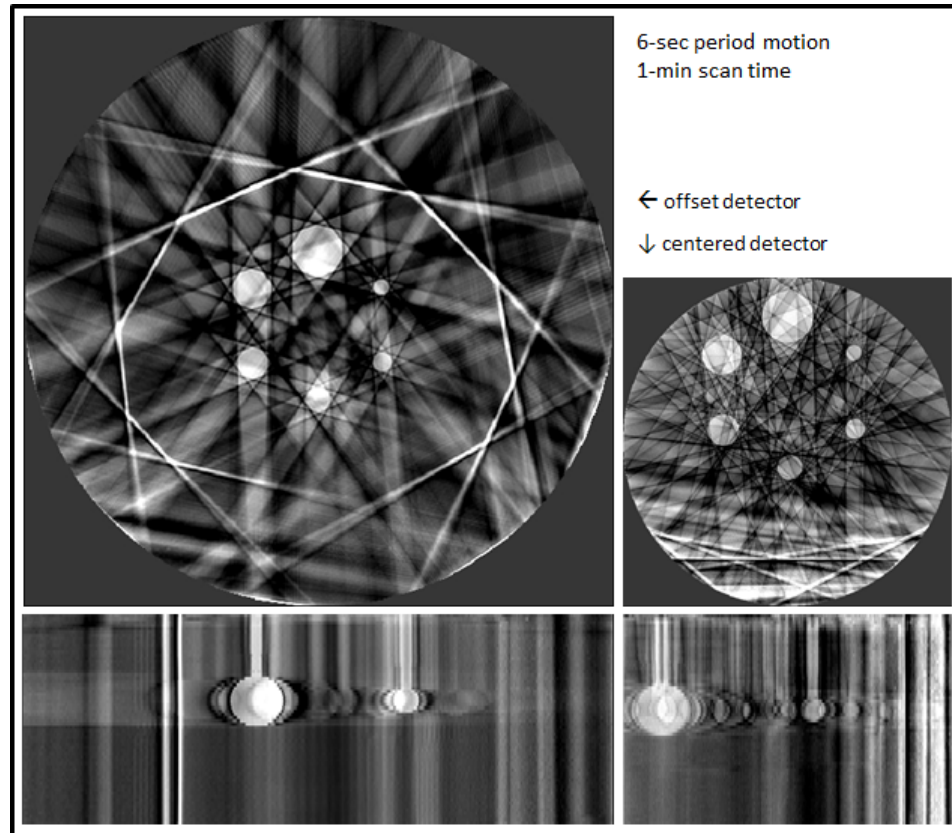 6-sec period motion
1-min scan time
← offset detector
↓ centered detector